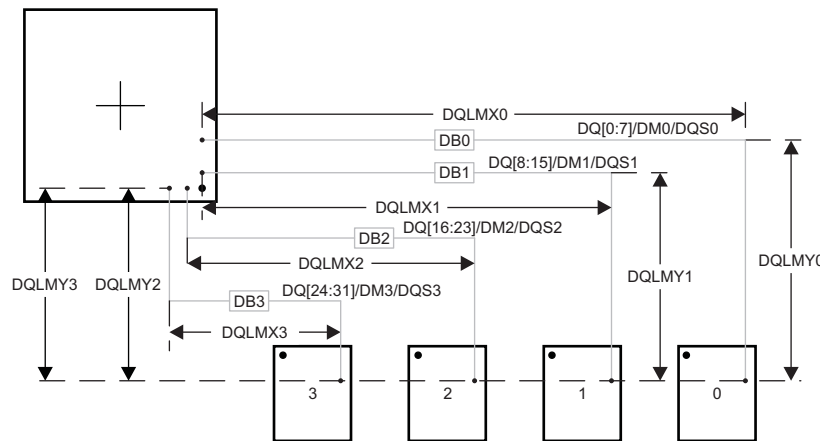 DQLMX0
DQ[0:7]/DM0/DQS0
DB0
DQ[8:15]/DM1/DQS1
DB1
DQLMX1
DQ[16:23]/DM2/DQS2
DB2
DQLMY0
DQLMX2
DQLMY1
DQLMY3
DQLMY2
DQ[24:31]/DM3/DQS3
DB3
DQLMX3
3
2
1
0